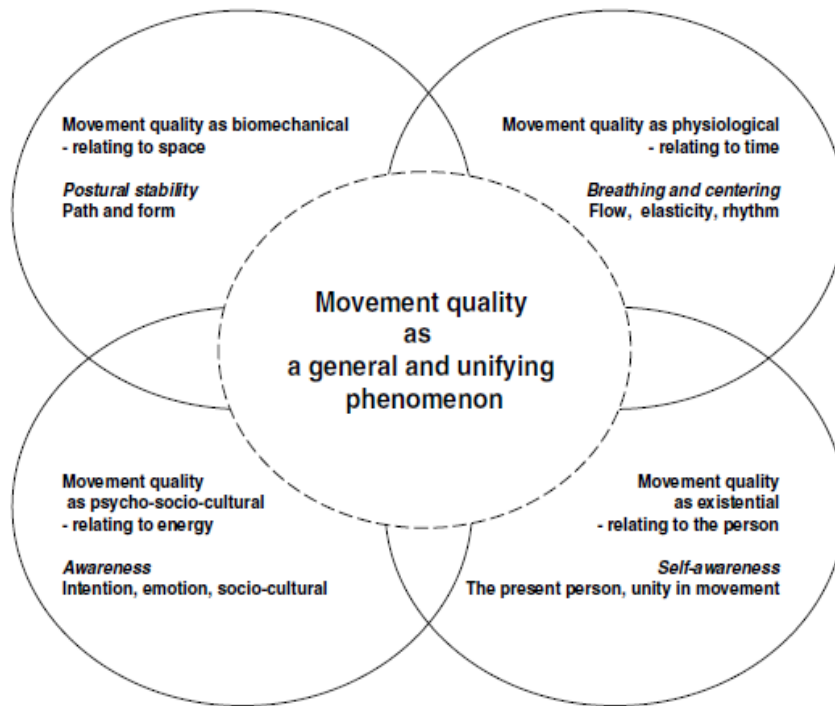 Movement quality as biomechanical
- relating to space
Postural stability
Path and form
Movement quality as physiological
- relating to time
Breathing and centering
Flow, elasticity, rhythm
Movement quality
as
a general and unifying
phenomenon
Movement quality
as psycho-socio-cultural
- relating to energy
Awareness
Intention, emotion, socio-cultural
Movement quality
as existential
- relating to the person
Self-awareness
The present person, unity in movement